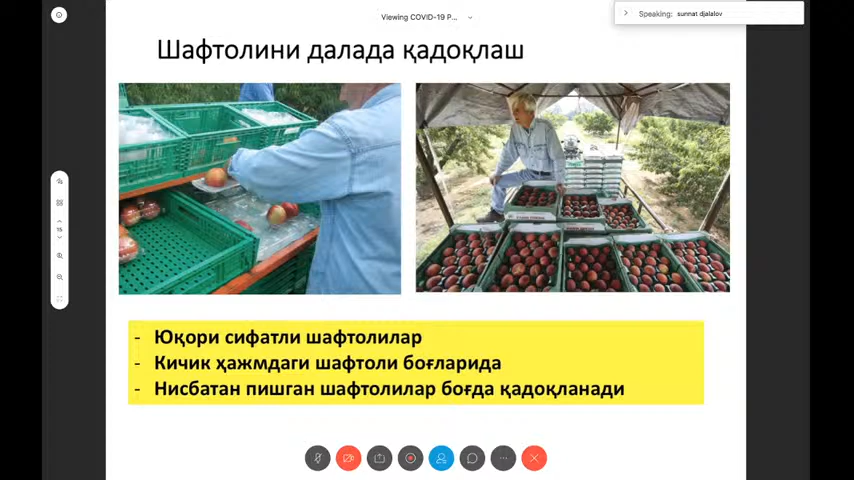 Viewing COVID-19 P...
Speaking: sunnat djalalov
Шафтолини далада қадоқлаш
15
- Юқори сифатли шафтолилар
- Кичик ҳажмдаги шафтоли боғларида
- Нисбатан пишган шафтолилар боғда қадоқланади